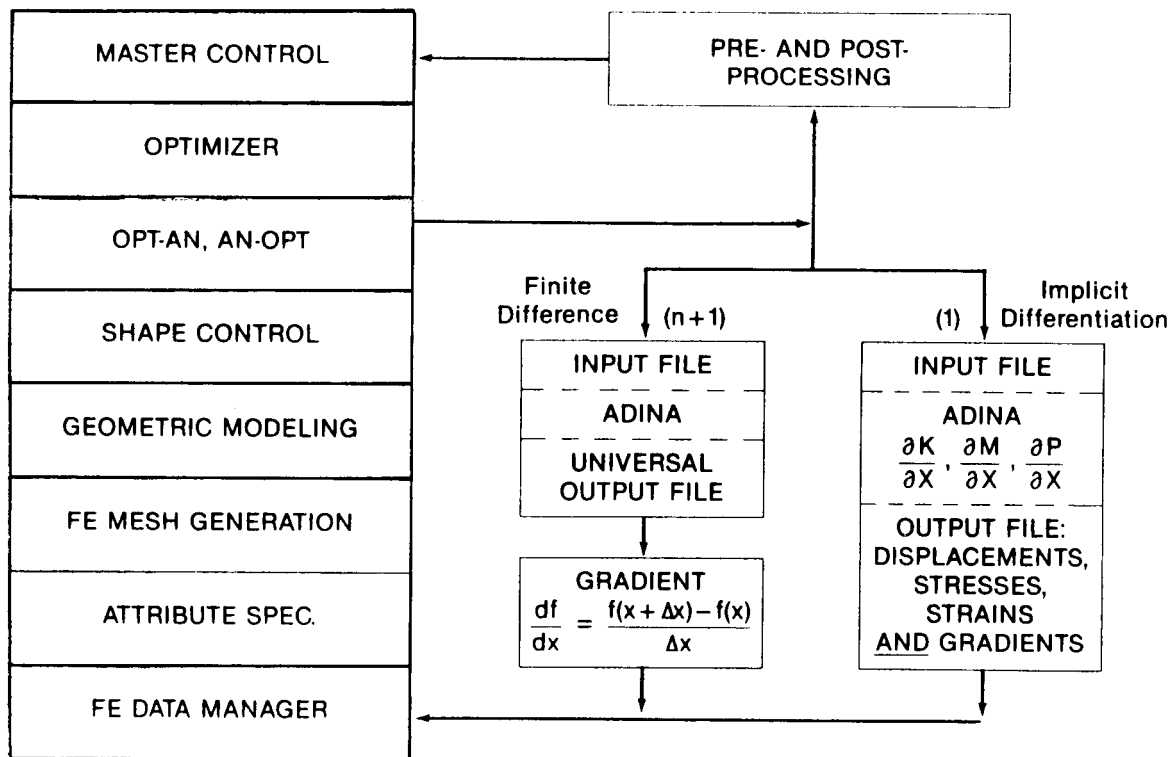 MASTER CONTROL
OPTIMIZER
OPT-AN, AN-OPT
SHAPE CONTROL
GEOMETRIC MODELING
FE MESH GENERATION
ATTRIBUTE SPEC.
FE DATA MANAGER
PRE- AND POST-
PROCESSING
Finite
Difference
(n+1)
INPUT FILE
ADINA
UNIVERSAL
OUTPUT FILE
GRADIENT
df/dx = f(x + Δx) – f(x)/Δx
Implicit
Differentiation
(1)
INPUT FILE
ADINA
∂K/∂X, ∂M/∂X, ∂P/∂X
OUTPUT FILE:
DISPLACEMENTS,
STRESSES,
STRAINS
AND GRADIENTS